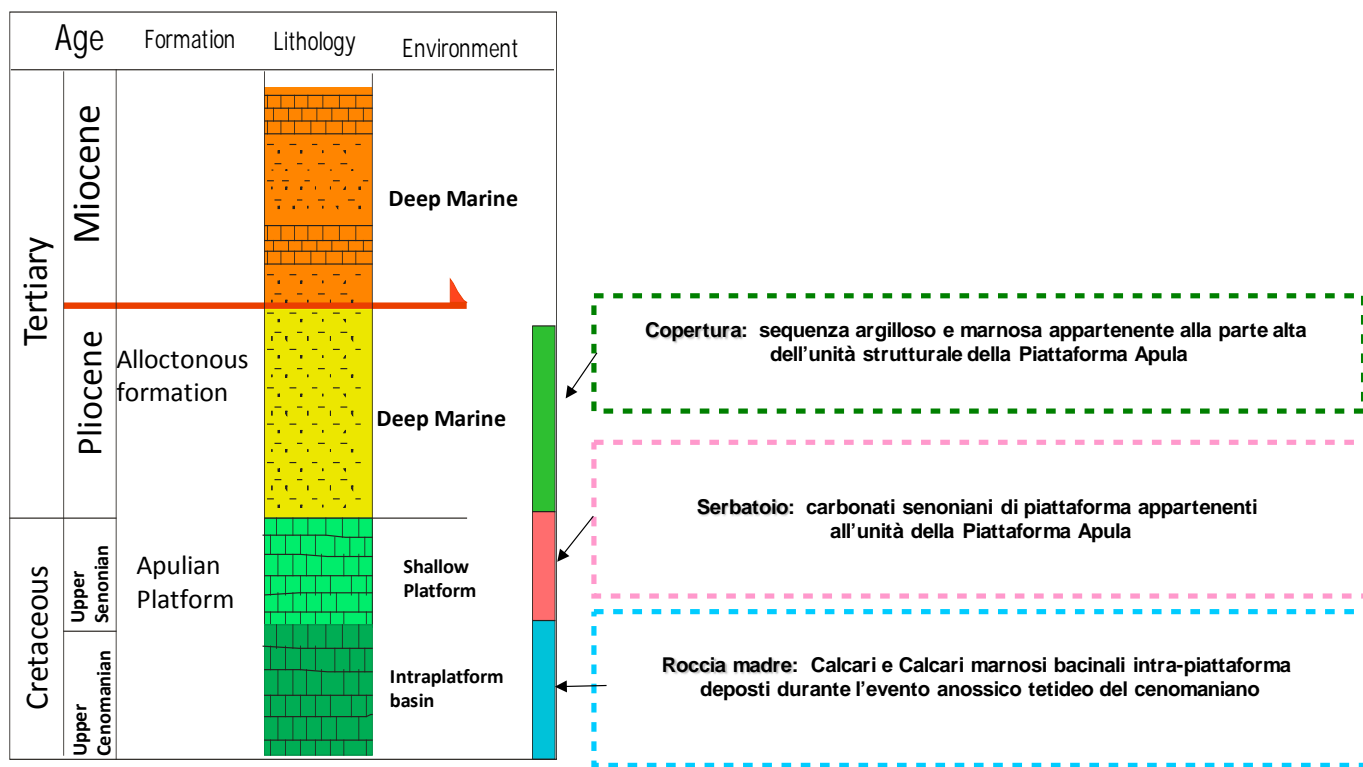 Age Formation Lithology Environment
Tertiary
Miocene
Deep Marine
Pliocene
Alloctonous
formation
Deep Marine
Cretaceous
Upper
Senonian
Apulian
Platform
Shallow
Platform
Upper
Cenomanian
Intraplatform
basin
Copertura: sequenza argilloso e marnosa appartenente alla parte alta
dell'unità strutturale della Piattaforma Apula
Serbatoio: carbonati senoniani di piattaforma appartenenti
all'unità della Piattaforma Apula
Roccia madre: Calcari e Calcari marnosi bacinali intra-piattaforma
deposti durante l'evento anossico tetideo del cenomaniano